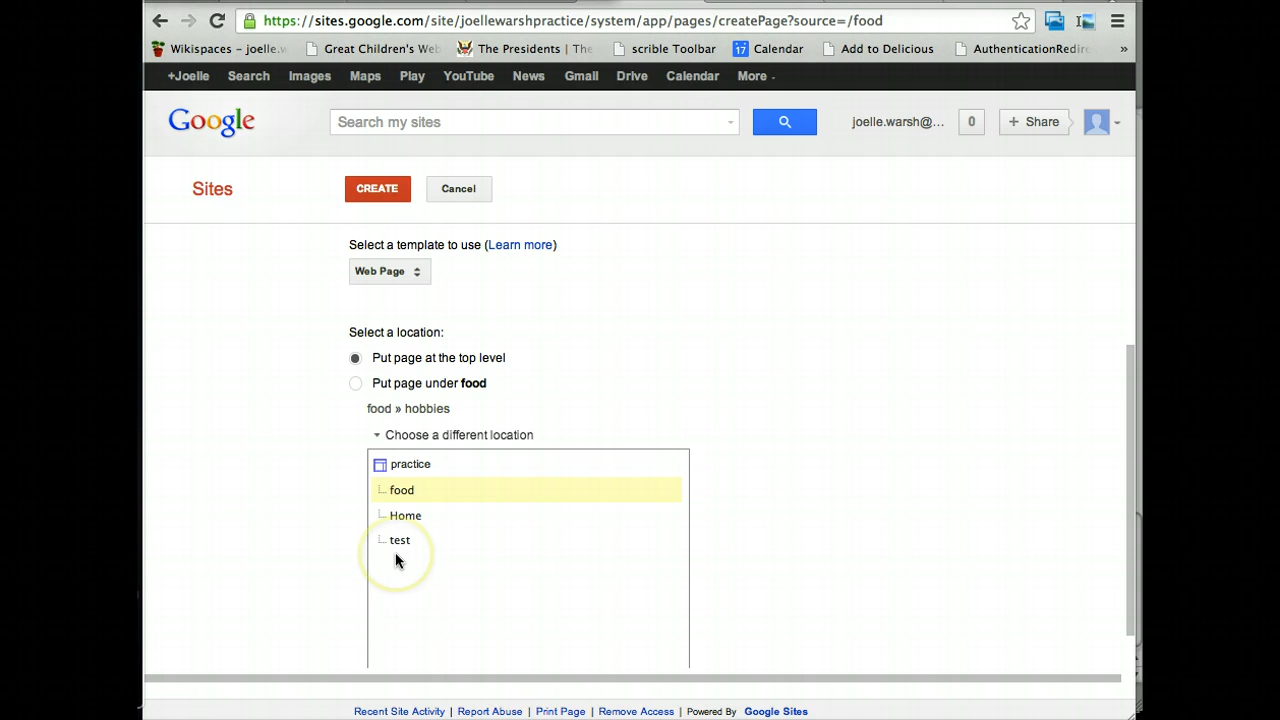 https://sites.google.com/site/joellewarshpractice/system/app/pages/createPage?source=/food
Wikispaces – joelle.w Great Children's Web The Presidents | The scrible Toolbar 17 Calendar Add to Delicious AuthenticationRedire »
+Joelle Search Images Maps Play YouTube News Gmail Drive Calendar More
Google Search my sites joelle.warsh@... 0 + Share
Sites CREATE Cancel
Select a template to use (Learn more)
Web Page
Select a location:
Put page at the top level
Put page under food
food » hobbies
Choose a different location
practice
food
Home
test
Recent Site Activity | Report Abuse | Print Page | Remove Access | Powered By Google Sites